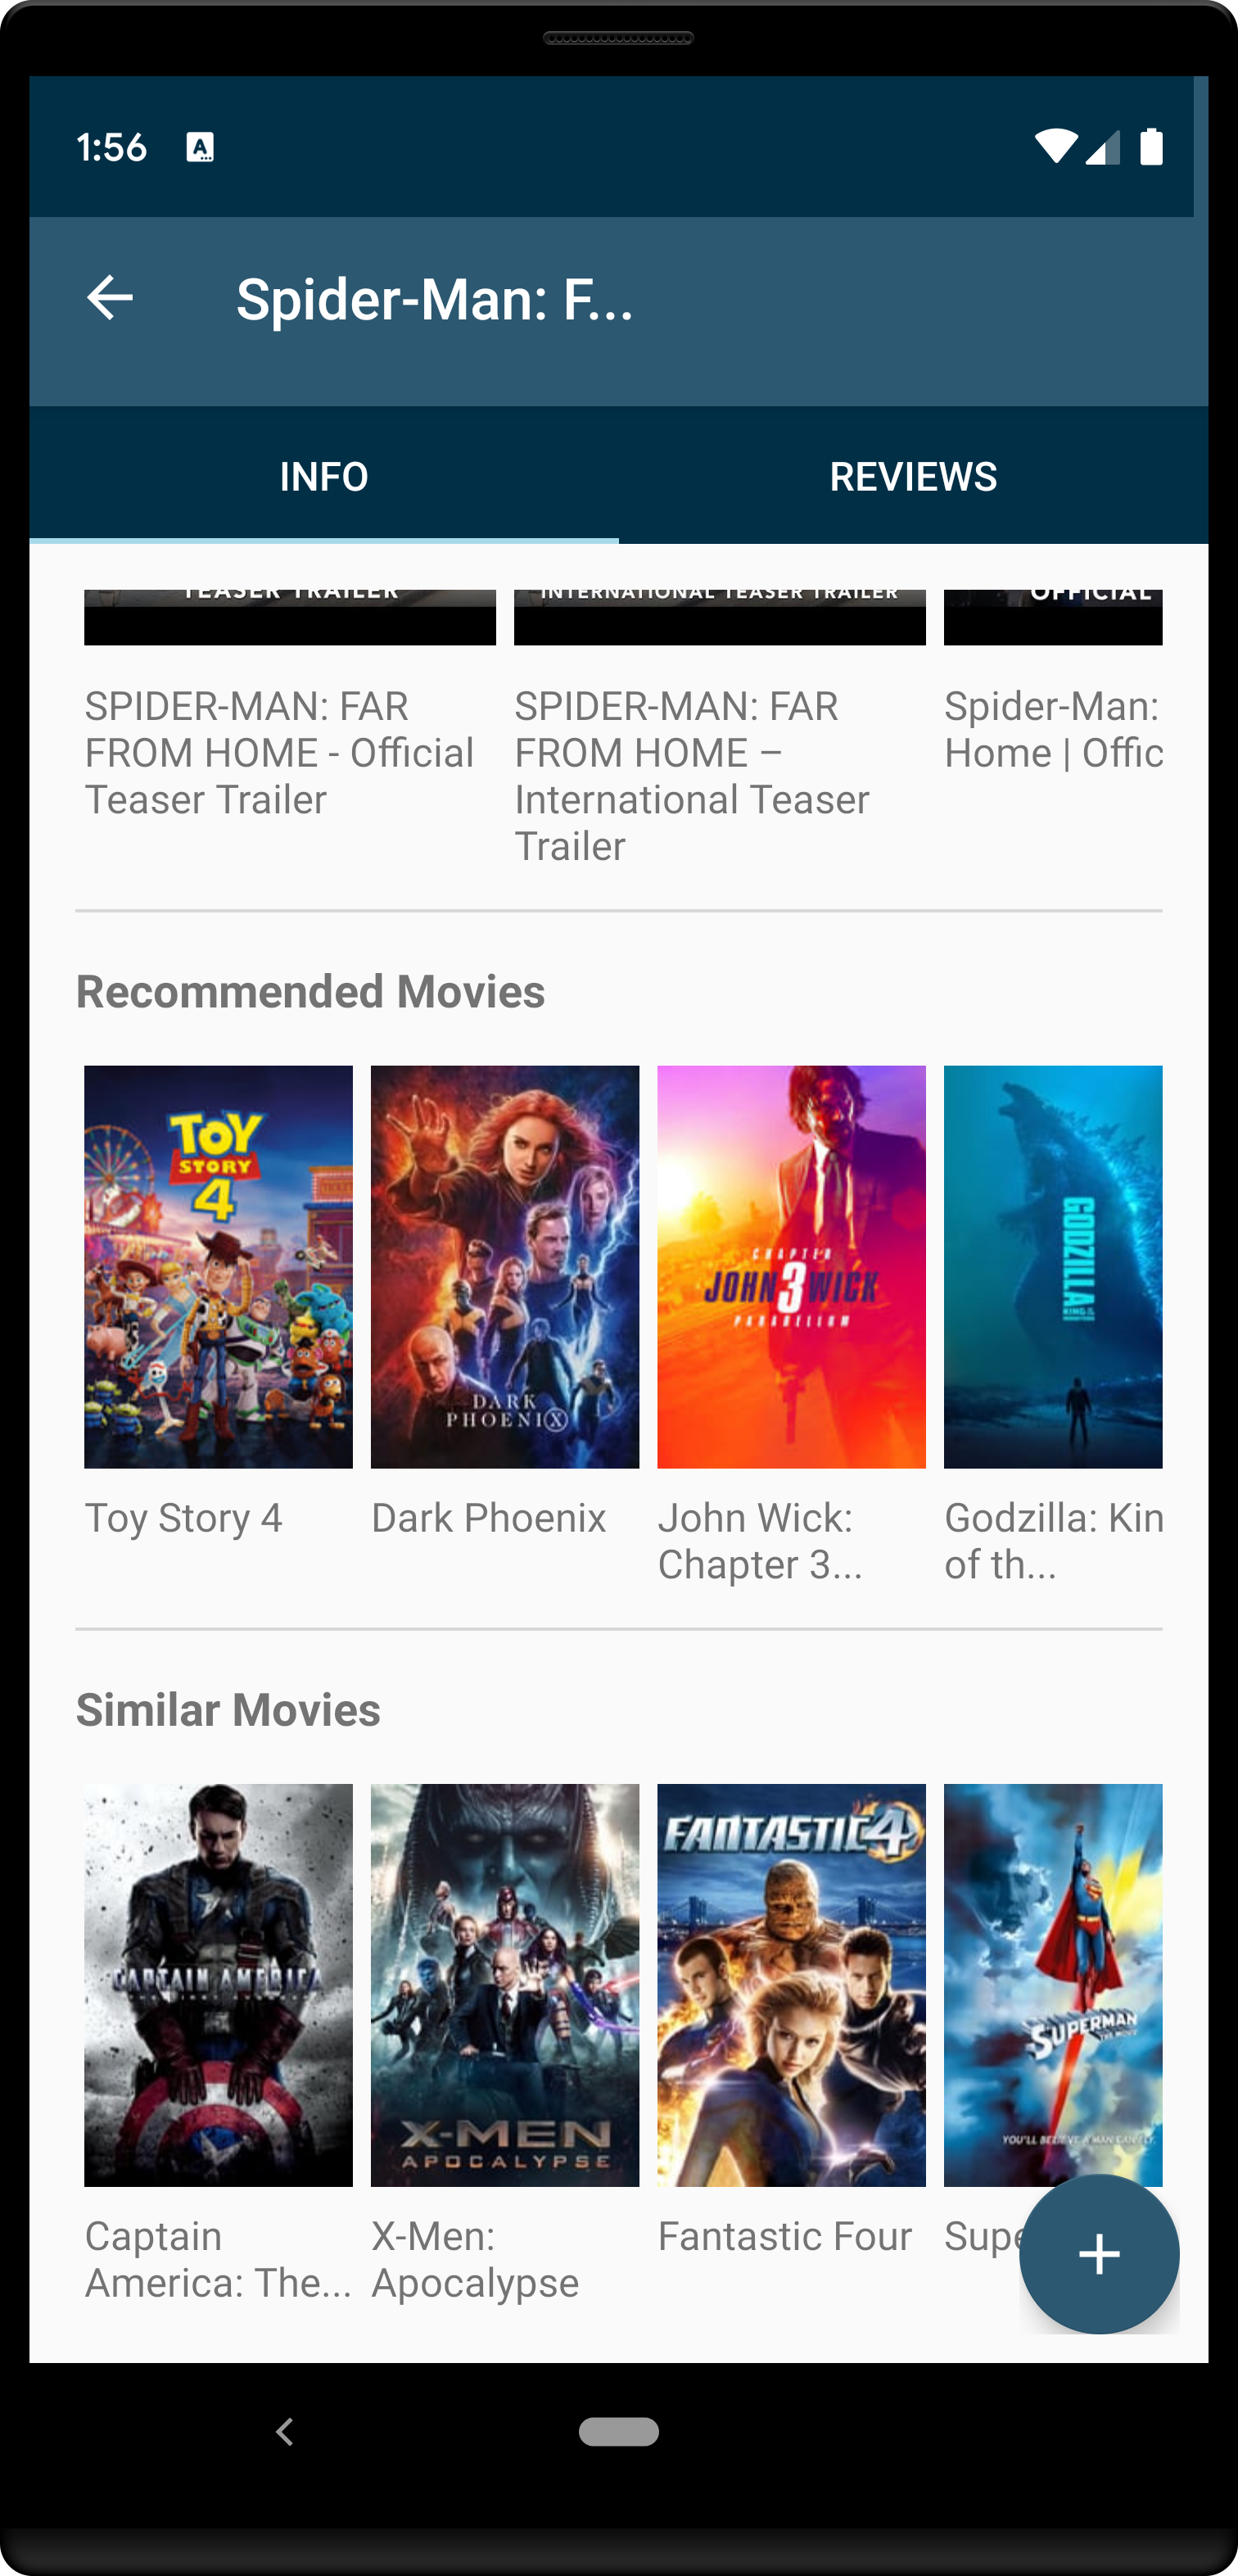 1:56
Spider-Man: F...
INFO
REVIEWS
TEASER TRAILER
INTERNATIONAL TEASER TRAILER
OFFICIAL
SPIDER-MAN: FAR
FROM HOME - Official
Teaser Trailer
SPIDER-MAN: FAR
FROM HOME –
International Teaser
Trailer
Spider-Man:
Home | Offic
Recommended Movies
TOY
STORY
4
DARK
PHOENIX
CHAPTER
JOHN 3 WICK
PARABELLUM
GODZILLA
KING
Toy Story 4
Dark Phoenix
John Wick:
Chapter 3...
Godzilla: Kin
of th...
Similar Movies
CAPTAIN AMERICA
X-MEN
APOCALYPSE
FANTASTIC 4
SUPERMAN
THE MOVIE
YOU'LL BELIEVE A MAN CAN FLY.
Captain
America: The...
X-Men:
Apocalypse
Fantastic Four
Supe